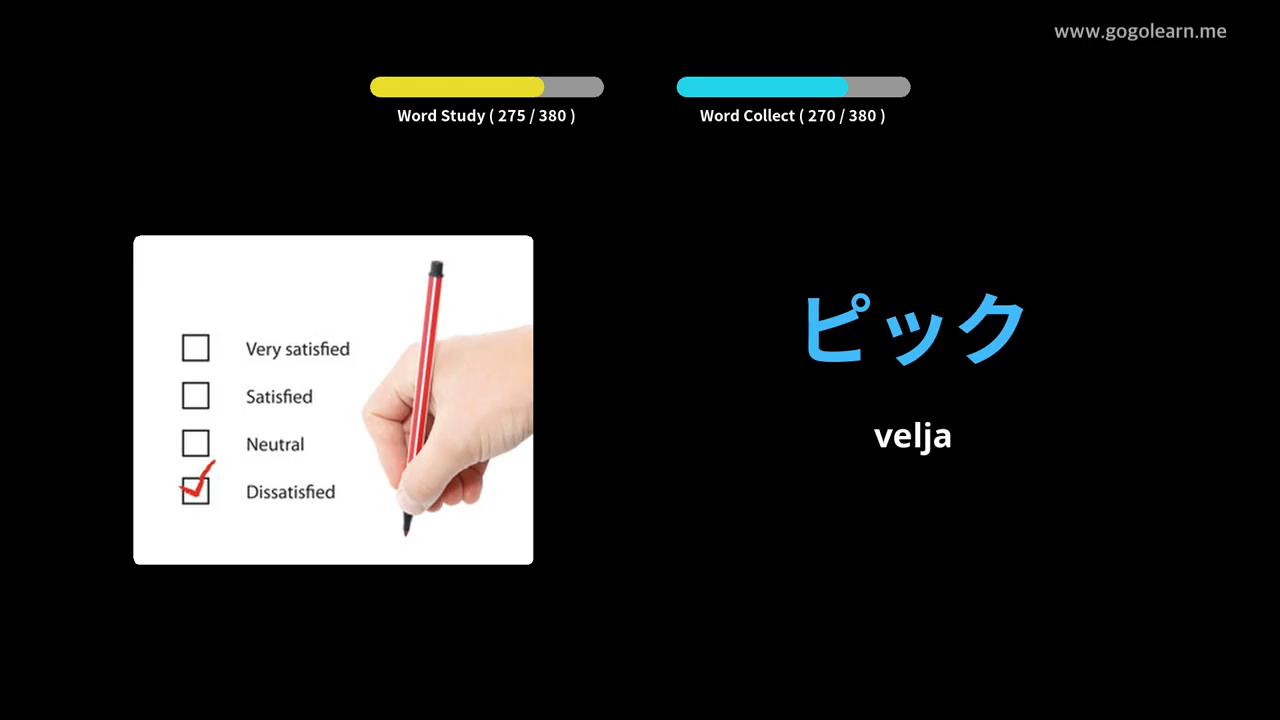 www.gogolearn.me
Word Study ( 275 / 380 )
Word Collect ( 270 / 380 )
Very satisfied
Satisfied
Neutral
Dissatisfied
ピック
velja